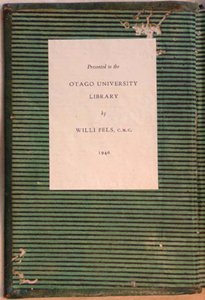 Presented to the
OTAGO UNIVERSITY
LIBRARY
by
WILLI FELS, C.M.G.
1946